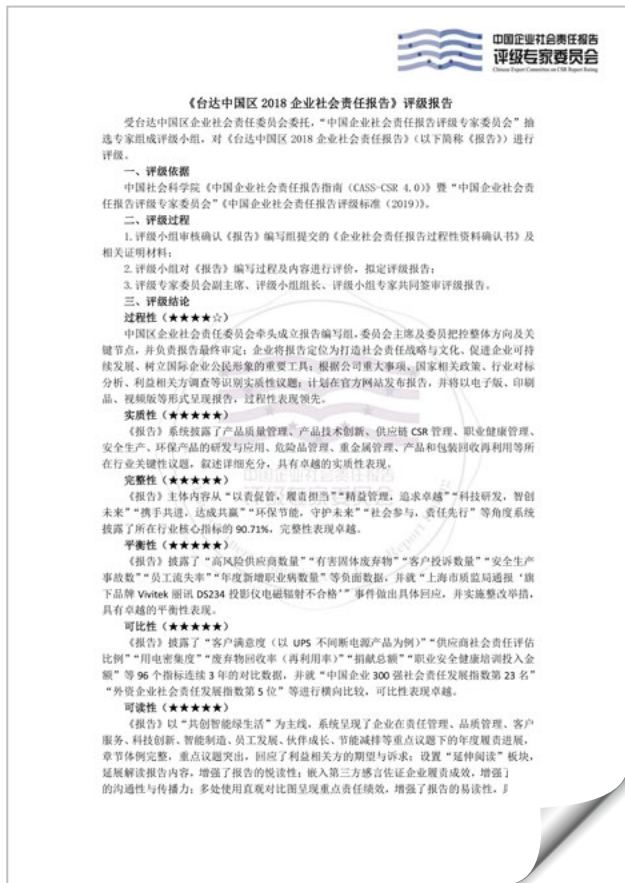 中国企业社会责任报告
评级专家委员会
Chinese Expert Committee on CSR Report Rating
《台达中国区 2018 企业社会责任报告》评级报告
受台达中国区企业社会责任委员会委托，“中国企业社会责任报告评级专家委员会”抽
选专家组成评级小组，对《台达中国区 2018 企业社会责任报告》（以下简称《报告》）进行
评级。
一、评级依据
中国社会科学院《中国企业社会责任报告指南（CASS-CSR 4.0）》暨“中国企业社会责
任报告评级专家委员会”《中国企业社会责任报告评级标准（2019）》。
二、评级过程
1.评级小组审核确认《报告》编写组提交的《企业社会责任报告过程性资料确认书》及
相关证明材料；
2.评级小组对《报告》编写过程及内容进行评价，拟定评级报告；
3.评级专家委员会副主席、评级小组组长、评级小组专家共同签审评级报告。
三、评级结论
过程性（★★★★☆）
中国区企业社会责任委员会牵头成立报告编写组，委员会主席及委员把控整体方向及关
键节点，并负责报告最终审定；企业将报告定位为打造社会责任战略与文化、促进企业可持
续发展、树立国际企业公民形象的重要工具；根据公司重大事项、国家相关政策、行业对标
分析、利益相关方调查等识别实质性议题；计划在官方网站发布报告，并将以电子版、印刷
品、视频版等形式呈现报告，过程性表现领先。
实质性（★★★★★）
《报告》系统披露了产品质量管理、产品技术创新、供应链 CSR 管理、职业健康管理、
安全生产、环保产品的研发与应用、危险品管理、重金属管理、产品和包装回收再利用等所
在行业关键性议题，叙述详细充分，具有卓越的实质性表现。
完整性（★★★★★）
《报告》主体内容从“以责促管，履责担当”“精益管理，追求卓越”“科技研发，智创
未来”“携手共进，达成共赢”“环保节能，守护未来”“社会参与，责任先行”等角度系统
披露了所在行业核心指标的 90.71%，完整性表现卓越。
平衡性（★★★★★）
《报告》披露了“高风险供应商数量”“有害固体废弃物”“客户投诉数量”“安全生产
事故数”“员工流失率”“年度新增职业病数量”等负面数据，并就“上海市质监局通报‘旗
下品牌 Vivitek 丽讯 DS234 投影仪电磁辐射不合格’”事件做出具体回应，并实施整改举措，
具有卓越的平衡性表现。
可比性（★★★★★）
《报告》披露了“客户满意度（以 UPS 不间断电源产品为例）”“供应商社会责任评估
比例”“用电密集度”“废弃物回收率（再利用率）”“捐献总额”“职业安全健康培训投入金
额”等 96 个指标连续 3 年的对比数据，并就“中国企业 300 强社会责任发展指数第 23 名”
“外资企业社会责任发展指数第 5 位”等进行横向比较，可比性表现卓越。
可读性（★★★★★）
《报告》以“共创智能绿生活”为主线，系统呈现了企业在责任管理、品质管理、客户
服务、科技创新、智能制造、员工发展、伙伴成长、节能减排等重点议题下的年度履责进展，
章节体例完整，重点议题突出，回应了利益相关方的期望与诉求；设置“延伸阅读”板块，
延展解读报告内容，增强了报告的悦读性；嵌入第三方感言佐证企业履责成效，增强了
的沟通性与传播力；多处使用直观对比图呈现重点责任绩效，增强了报告的易读性，